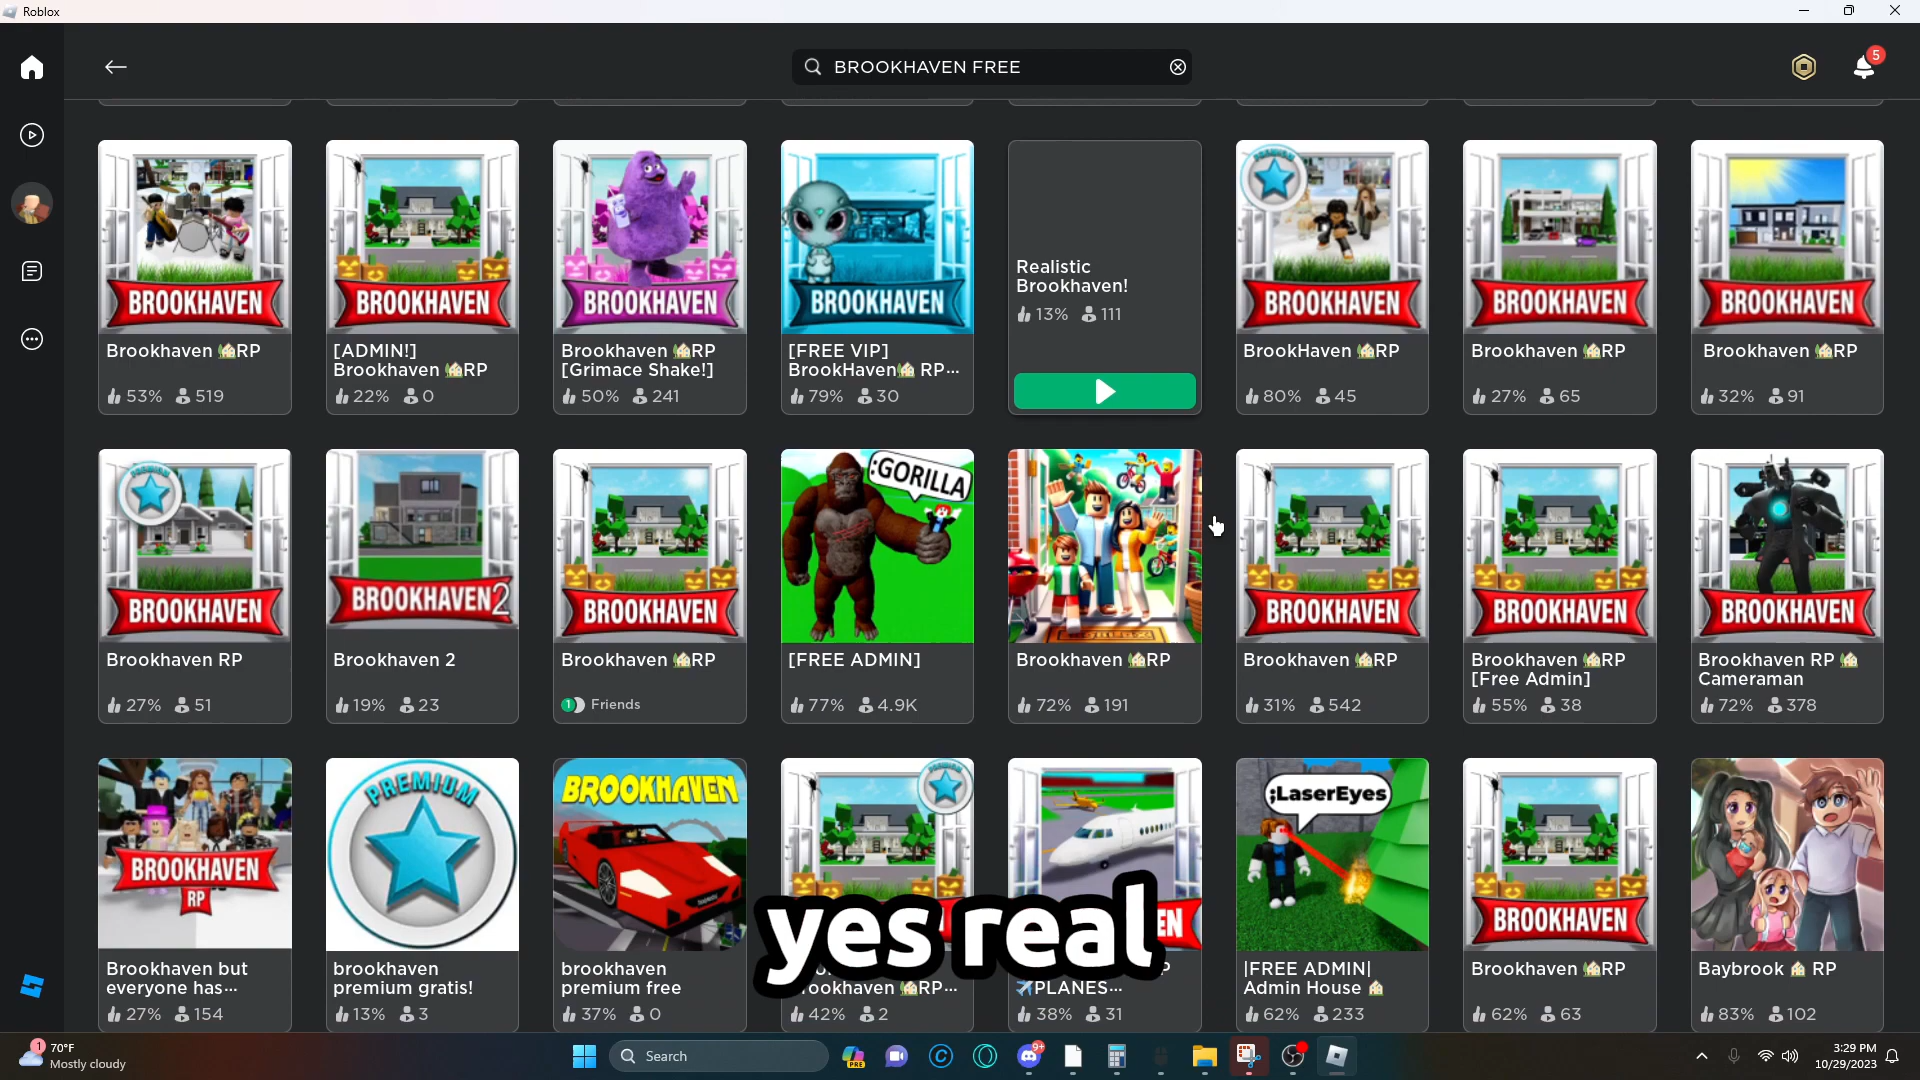 Roblox
BROOKHAVEN FREE
5
BROOKHAVEN
BROOKHAVEN
BROOKHAVEN
BROOKHAVEN
Realistic
Brookhaven!
13% 111
BROOKHAVEN
BROOKHAVEN
BROOKHAVEN
Brookhaven RP
53% 519
[ADMIN!]
Brookhaven RP
22% 0
Brookhaven RP
[Grimace Shake!]
50% 241
[FREE VIP]
BrookHaven RP...
79% 30
BrookHaven RP
80% 45
Brookhaven RP
27% 65
Brookhaven RP
32% 91
PREMIUM
BROOKHAVEN
BROOKHAVEN2
BROOKHAVEN
:GORILLA
BROOKHAVEN
BROOKHAVEN
BROOKHAVEN
Brookhaven RP
27% 51
Brookhaven 2
19% 23
Brookhaven RP
1 Friends
[FREE ADMIN]
77% 4.9K
Brookhaven RP
72% 191
Brookhaven RP
31% 542
Brookhaven RP
[Free Admin]
55% 38
Brookhaven RP
Cameraman
72% 378
BROOKHAVEN
RP
PREMIUM
BROOKHAVEN
PREMIUM
;LaserEyes
BROOKHAVEN
yes real
Brookhaven but
everyone has...
27% 154
brookhaven
premium gratis!
13% 3
brookhaven
premium free
37% 0
rookhaven RP...
42% 2
PLANES...
38% 31
|FREE ADMIN|
Admin House
62% 233
Brookhaven RP
62% 63
Baybrook RP
83% 102
1
70°F
Mostly cloudy
Search
PRE
9+
3:29 PM
10/29/2023